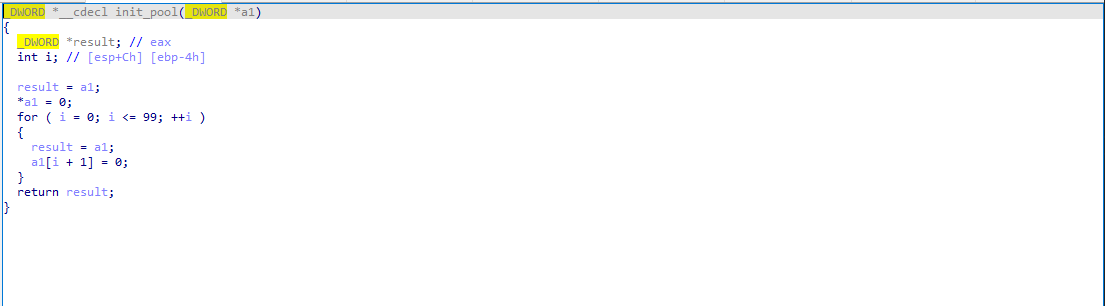 _DWORD *__cdecl init_pool(_DWORD *a1)
{
  _DWORD *result; // eax
  int i; // [esp+Ch] [ebp-4h]

  result = a1;
  *a1 = 0;
  for ( i = 0; i <= 99; ++i )
  {
    result = a1;
    a1[i + 1] = 0;
  }
  return result;
}